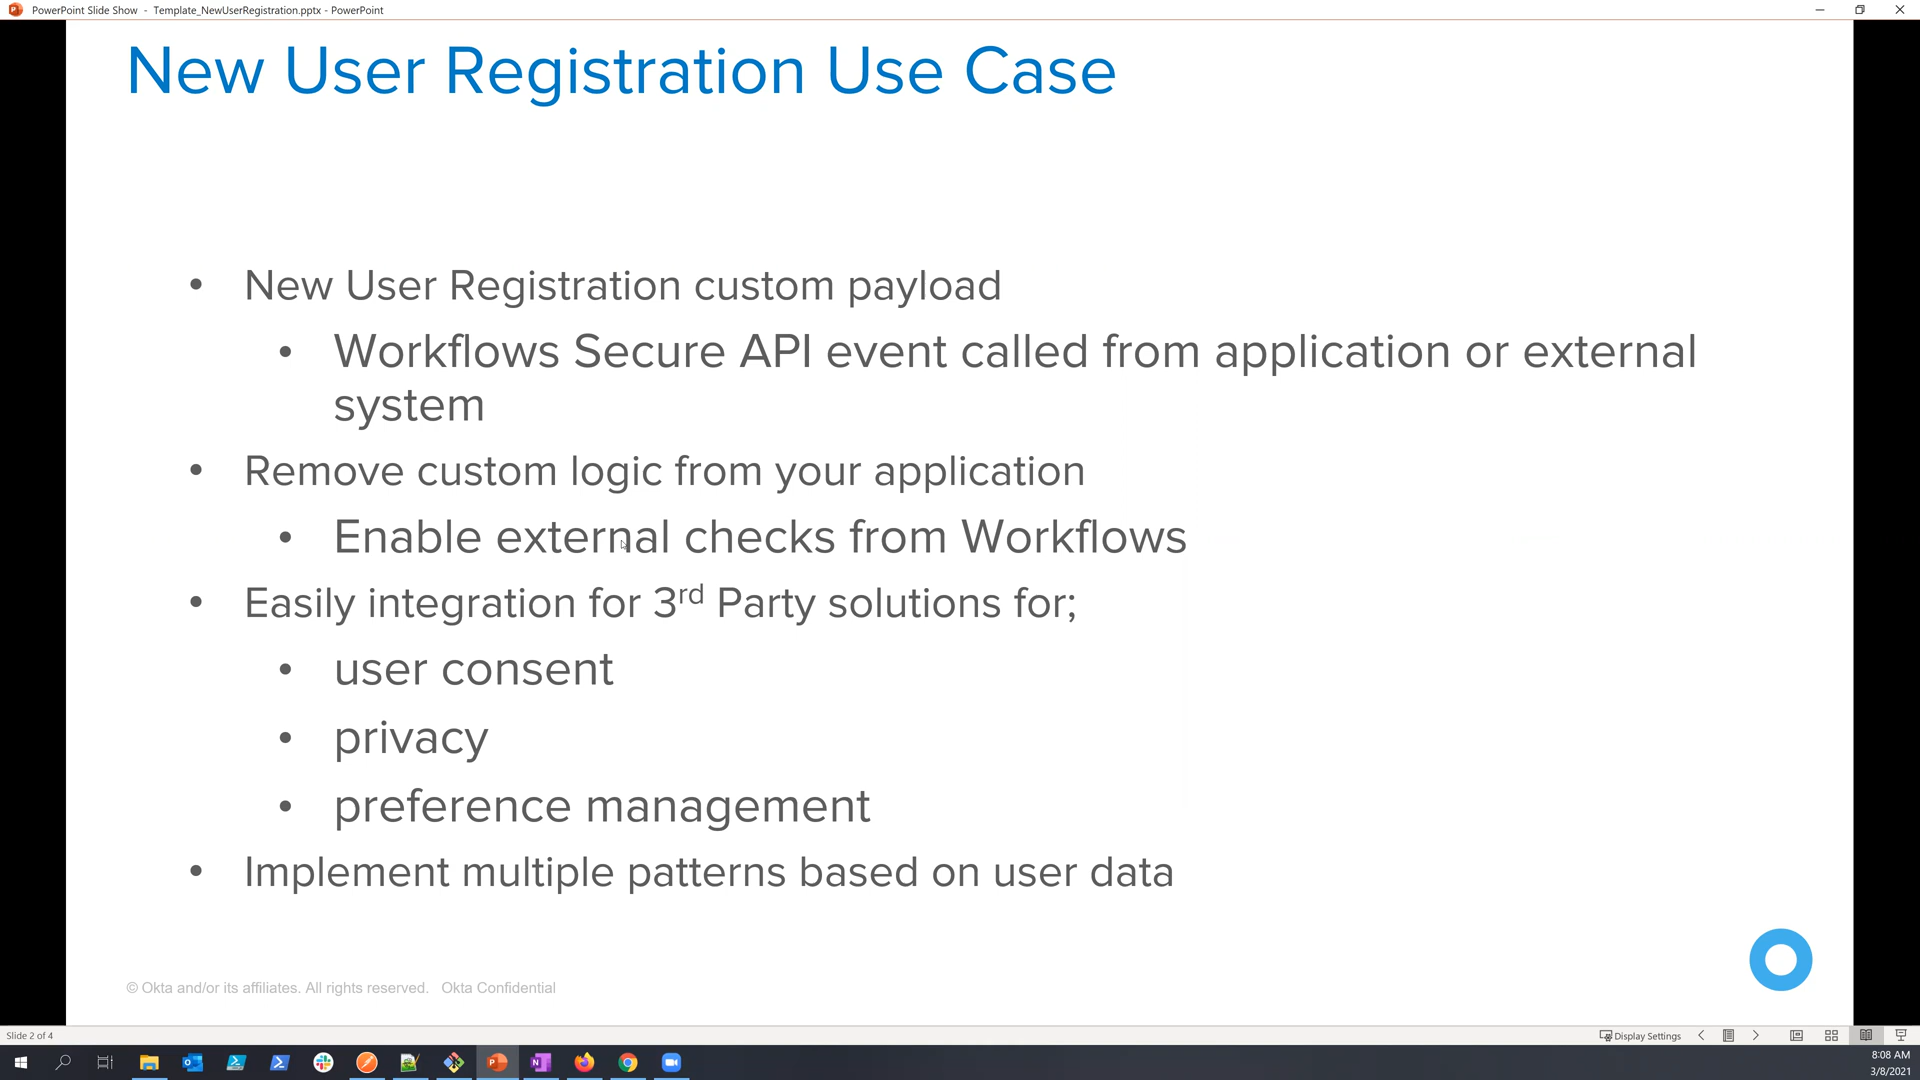 PowerPoint Slide Show - Template_NewUserRegistration.pptx - PowerPoint
New User Registration Use Case
• New User Registration custom payload
• Workflows Secure API event called from application or external
system
• Remove custom logic from your application
• Enable external checks from Workflows
• Easily integration for 3rd Party solutions for;
• user consent
• privacy
• preference management
• Implement multiple patterns based on user data
© Okta and/or its affiliates. All rights reserved. Okta Confidential
Slide 2 of 4
Display Settings
8:08 AM
3/8/2021